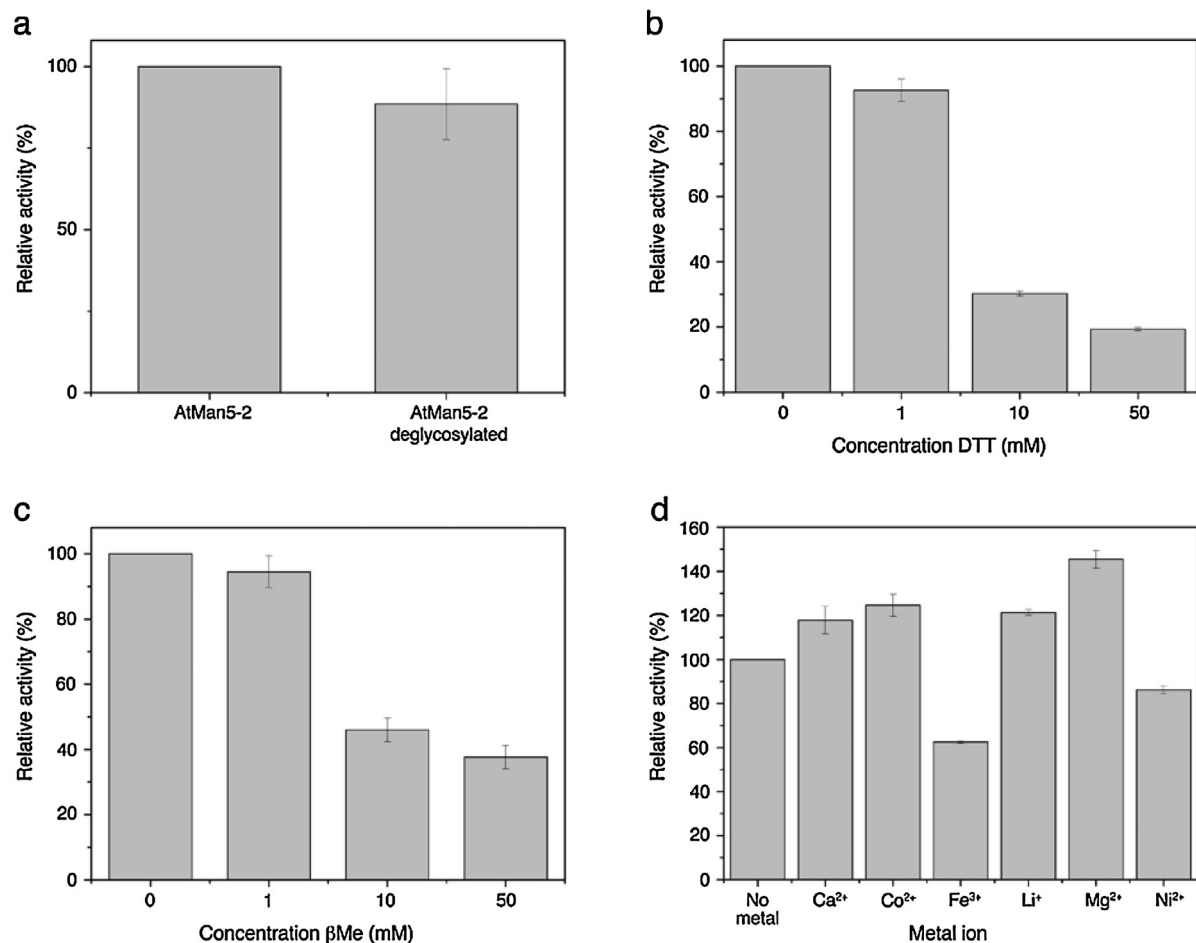 a
Relative activity (%)
100
50
0
AtMan5-2
AtMan5-2
deglycosylated
b
Relative activity (%)
100
80
60
40
20
0
0 1 10 50
Concentration DTT (mM)
c
Relative activity (%)
100
80
60
40
20
0
0 1 10 50
Concentration βMe (mM)
d
Relative activity (%)
160
140
120
100
80
60
40
20
0
No
metal
Ca²⁺ Co²⁺ Fe³⁺ Li⁺ Mg²⁺ Ni²⁺
Metal ion